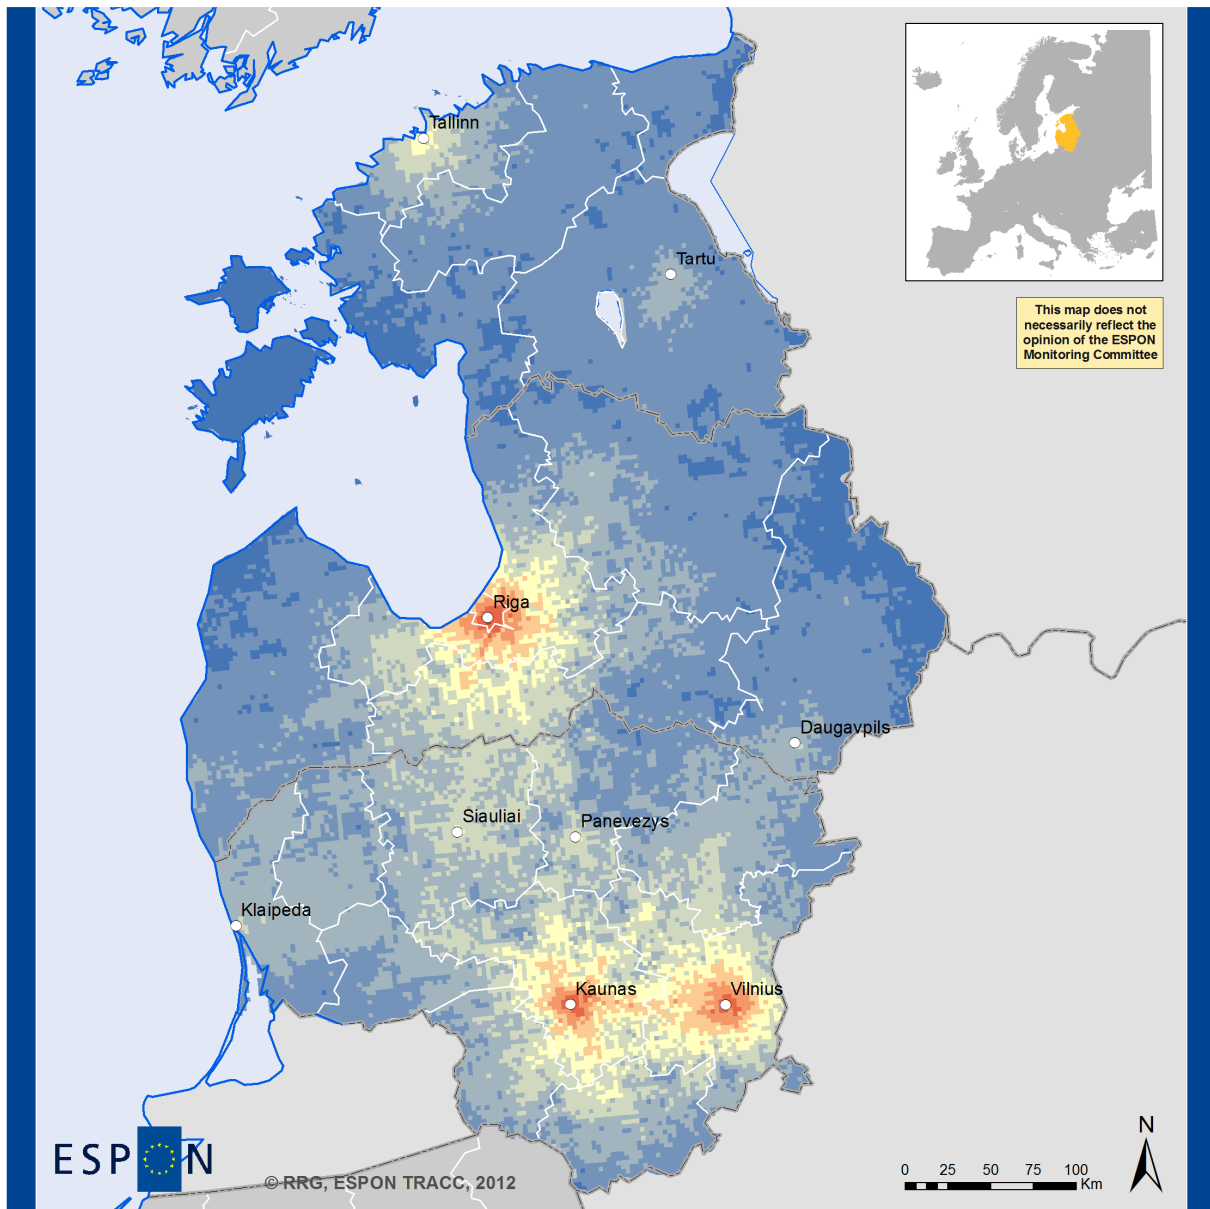 Tallinn
Tartu
This map does not
necessarily reflect the
opinion of the ESPON
Monitoring Committee
Riga
Daugavpils
Siauliai
Panevezys
Klaipeda
Kaunas
Vilnius
ESPON
© RRG, ESPON TRACC, 2012
N
0 25 50 75 100
Km